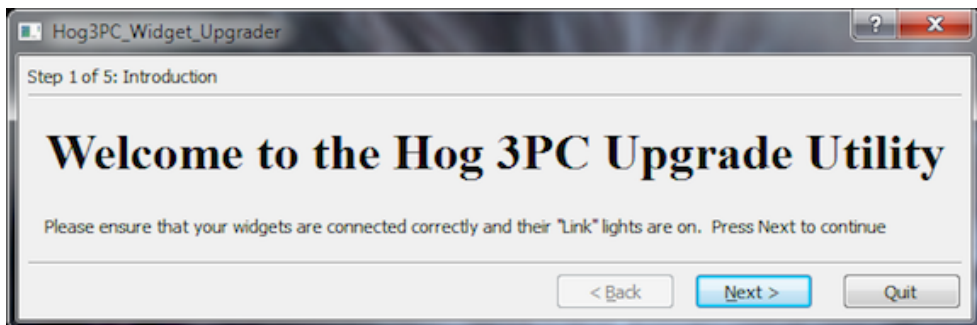 Hog3PC_Widget_Upgrader
Step 1 of 5: Introduction
Welcome to the Hog 3PC Upgrade Utility
Please ensure that your widgets are connected correctly and their "Link" lights are on. Press Next to continue
< Back
Next >
Quit